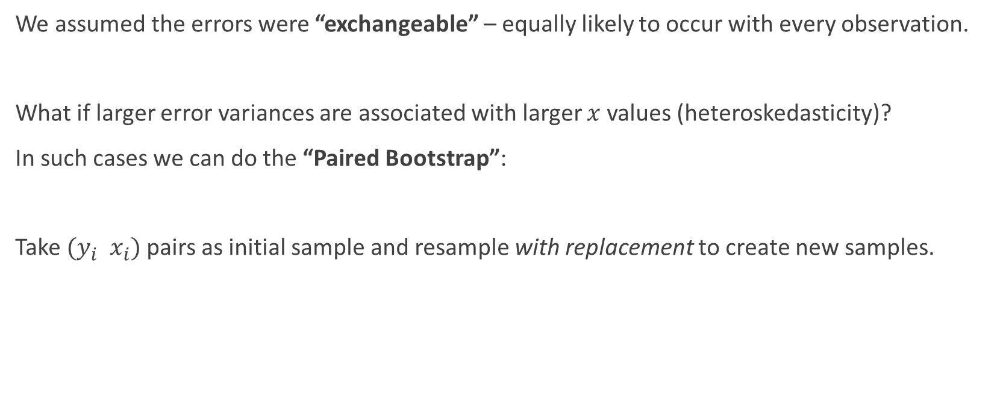 We assumed the errors were “exchangeable” – equally likely to occur with every observation.
What if larger error variances are associated with larger 𝑥 values (heteroskedasticity)?
In such cases we can do the “Paired Bootstrap”:
Take (𝑦ᵢ 𝑥ᵢ) pairs as initial sample and resample with replacement to create new samples.